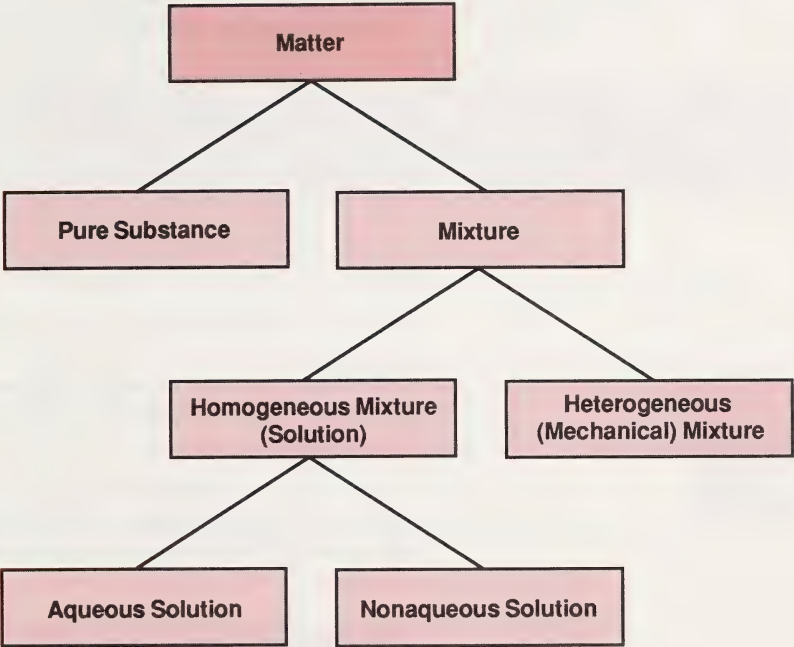 Matter
Pure Substance
Mixture
Homogeneous Mixture
(Solution)
Heterogeneous
(Mechanical) Mixture
Aqueous Solution
Nonaqueous Solution